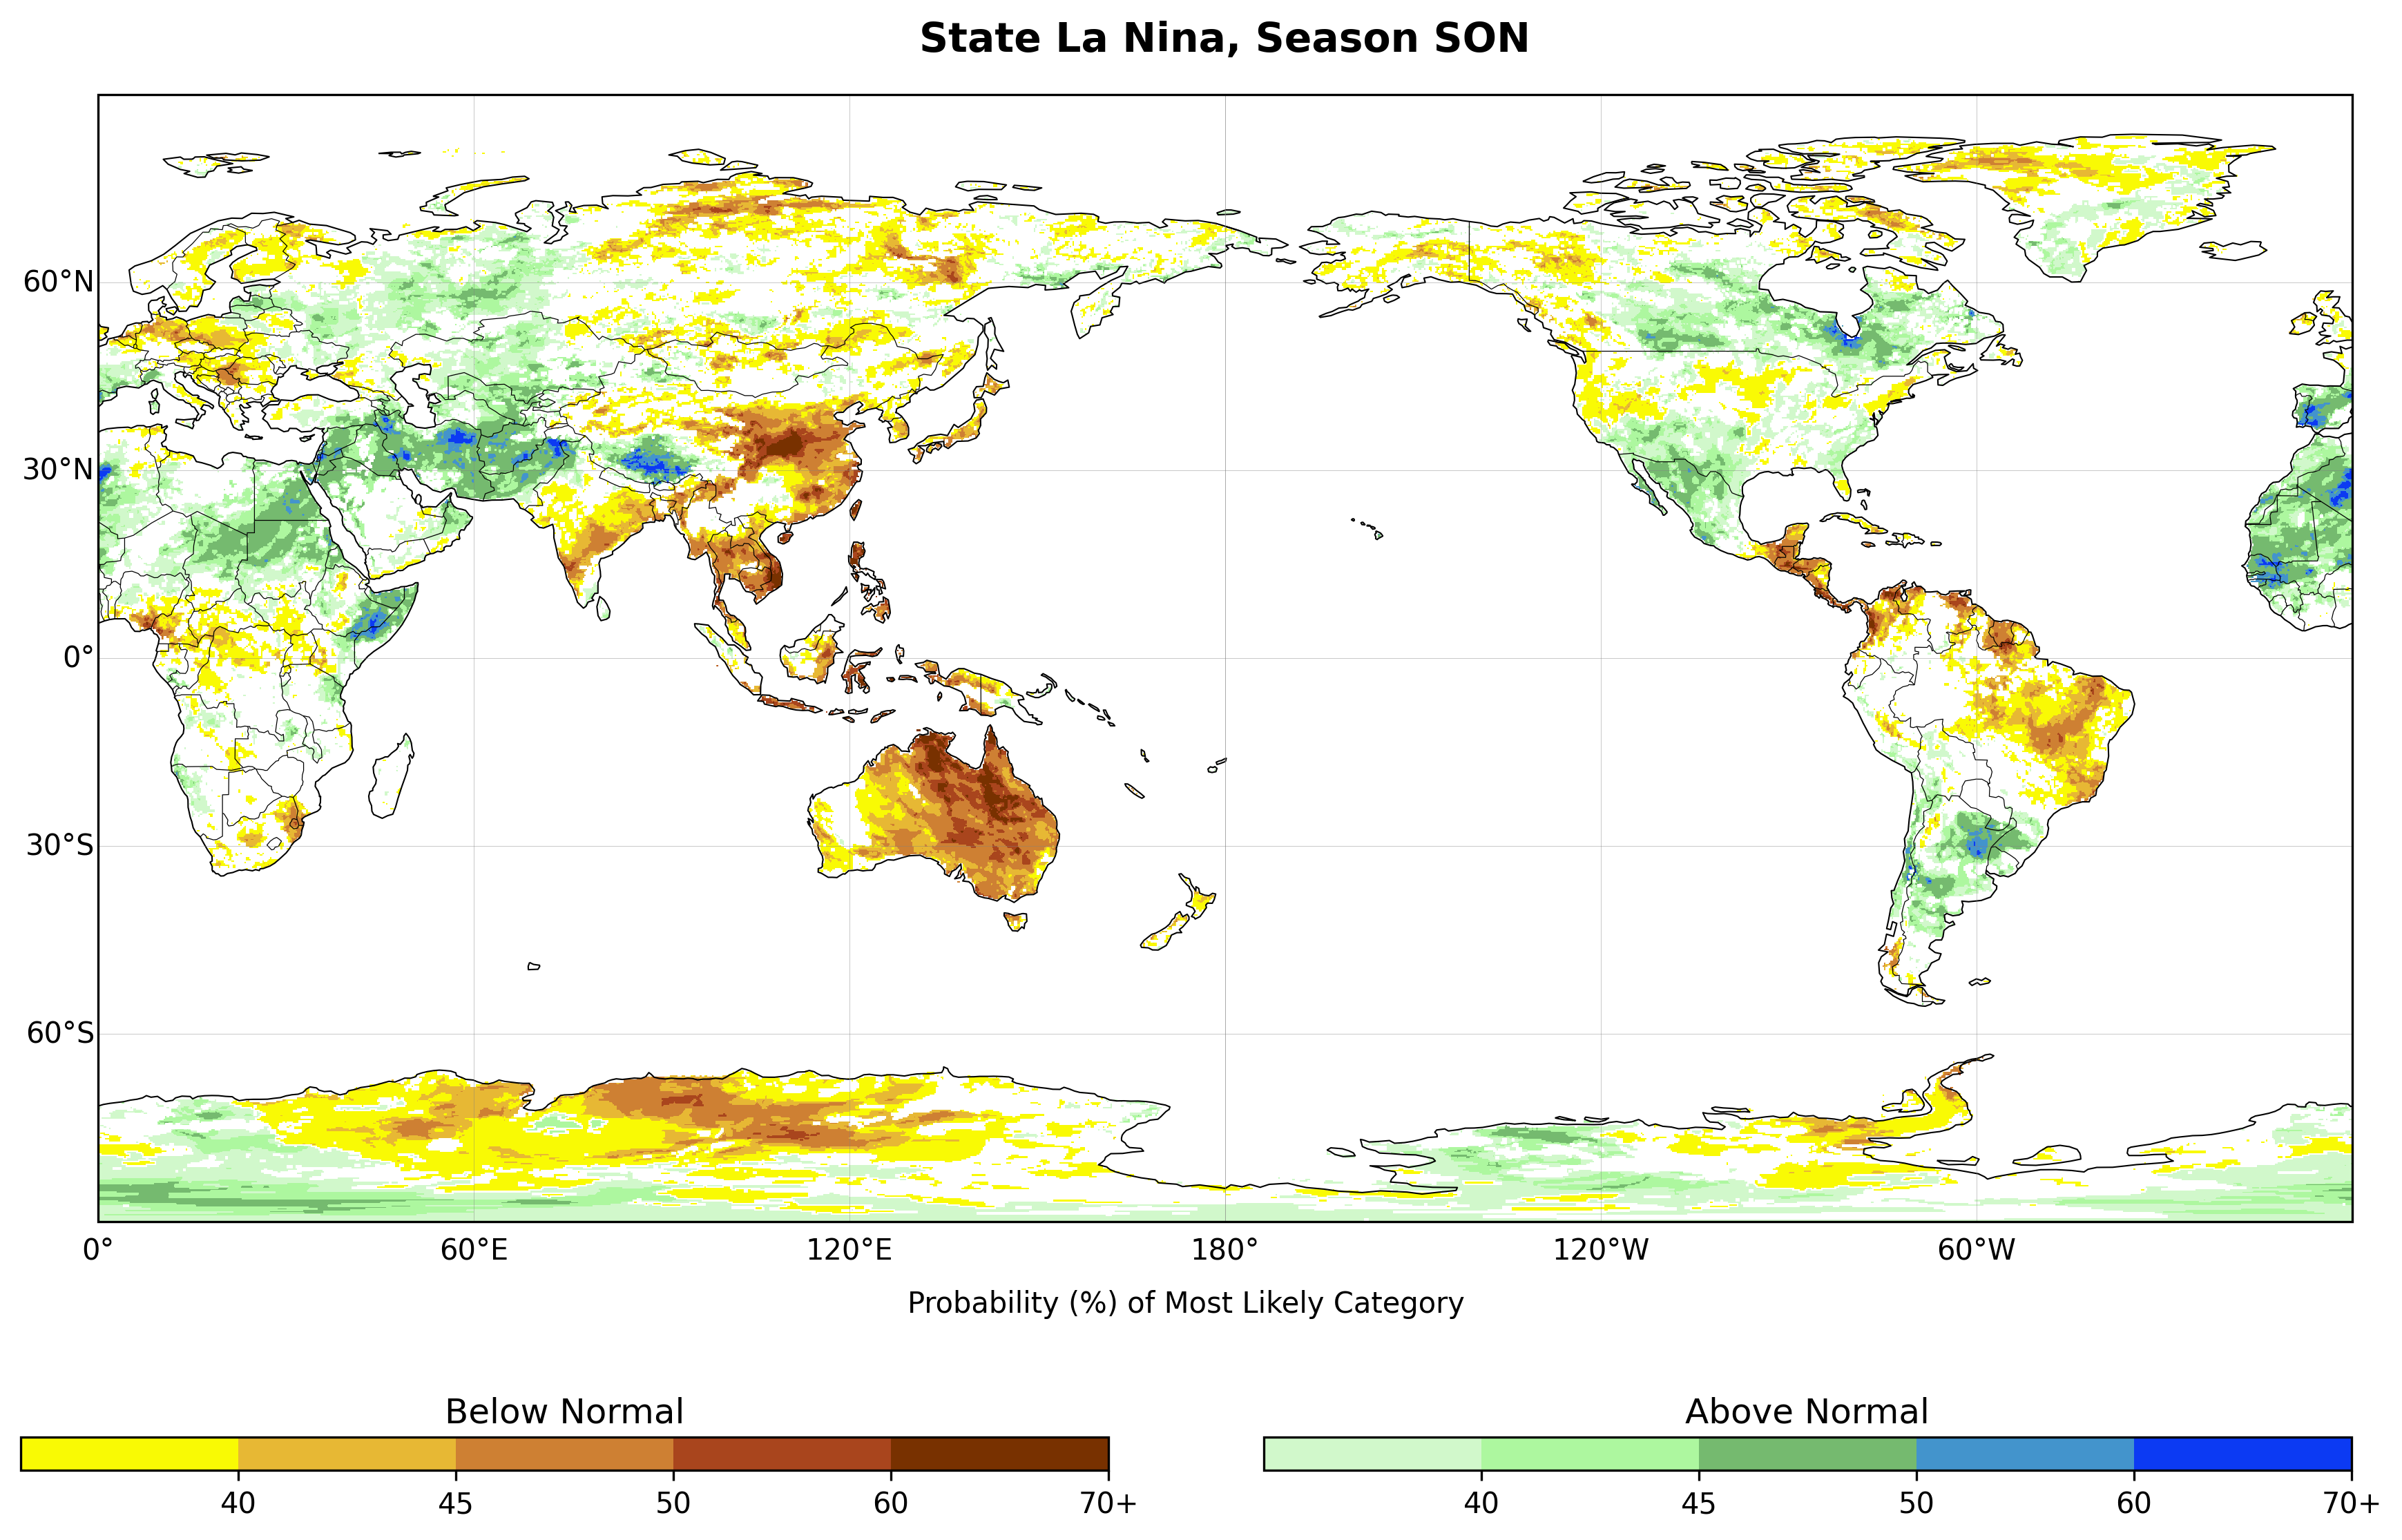 State La Nina, Season SON
60°N
30°N
0°
30°S
60°S
0° 60°E 120°E 180° 120°W 60°W
Probability (%) of Most Likely Category
Below Normal
40 45 50 60 70+
Above Normal
40 45 50 60 70+